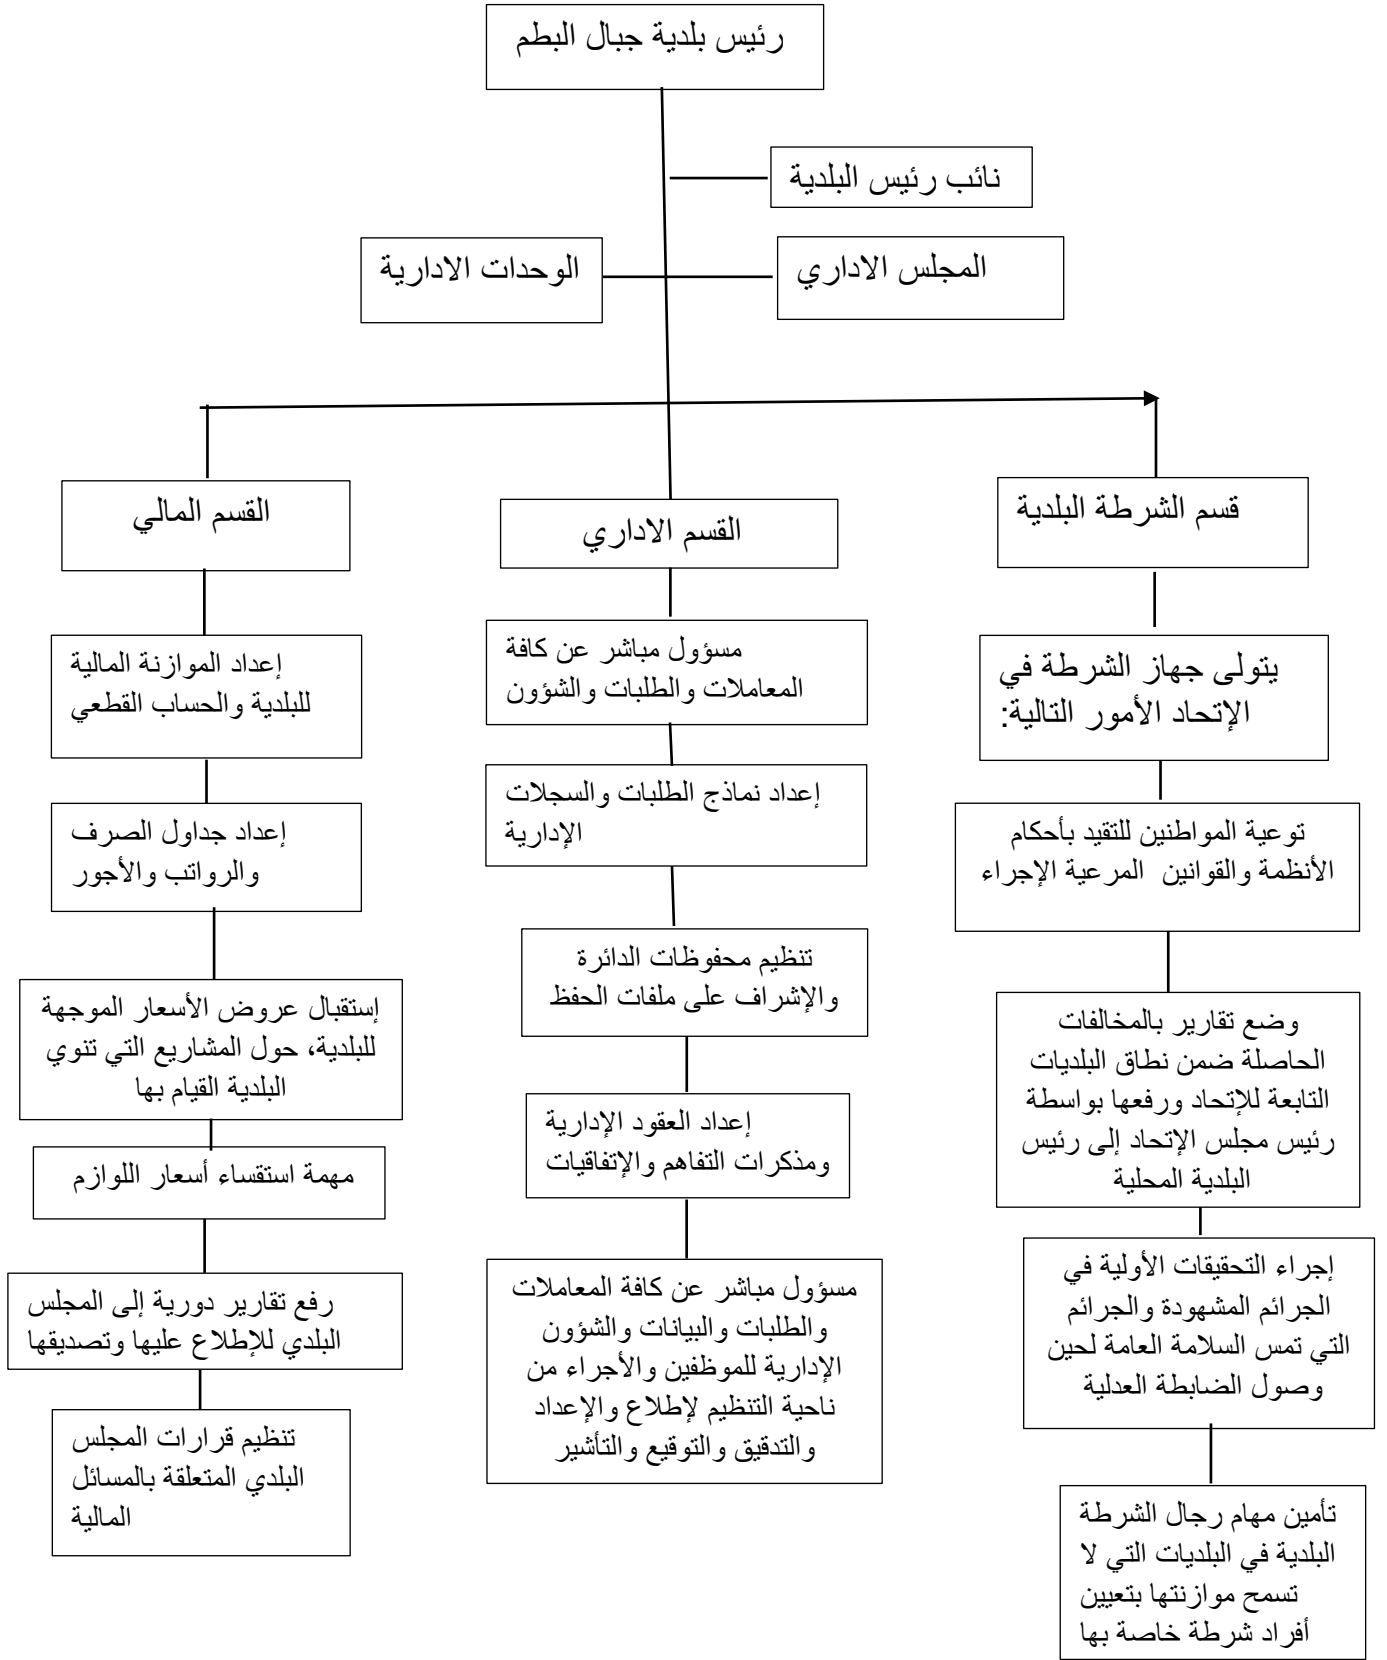 رئيس بلدية جبال البطم
نائب رئيس البلدية
المجلس الاداري
الوحدات الادارية
قسم الشرطة البلدية
يتولى جهاز الشرطة في
الإتحاد الأمور التالية:
توعية المواطنين للتقيد بأحكام
الأنظمة والقوانين المرعية الإجراء
وضع تقارير بالمخالفات
الحاصلة ضمن نطاق البلديات
التابعة للإتحاد ورفعها بواسطة
رئيس مجلس الإتحاد إلى رئيس
البلدية المحلية
إجراء التحقيقات الأولية في
الجرائم المشهودة والجرائم
التي تمس السلامة العامة لحين
وصول الضابطة العدلية
تأمين مهام رجال الشرطة
البلدية في البلديات التي لا
تسمح موازنتها بتعيين
أفراد شرطة خاصة بها
القسم الاداري
مسؤول مباشر عن كافة
المعاملات والطلبات والشؤون
إعداد نماذج الطلبات والسجلات
الإدارية
تنظيم محفوظات الدائرة
والإشراف على ملفات الحفظ
إعداد العقود الإدارية
ومذكرات التفاهم والإتفاقيات
مسؤول مباشر عن كافة المعاملات
والطلبات والبيانات والشؤون
الإدارية للموظفين والأجراء من
ناحية التنظيم لإطلاع والإعداد
والتدقيق والتوقيع والتأشير
القسم المالي
إعداد الموازنة المالية
للبلدية والحساب القطعي
إعداد جداول الصرف
والرواتب والأجور
إستقبال عروض الأسعار الموجهة
للبلدية، حول المشاريع التي تنوي
البلدية القيام بها
مهمة استقساء أسعار اللوازم
رفع تقارير دورية إلى المجلس
البلدي للإطلاع عليها وتصديقها
تنظيم قرارات المجلس
البلدي المتعلقة بالمسائل
المالية